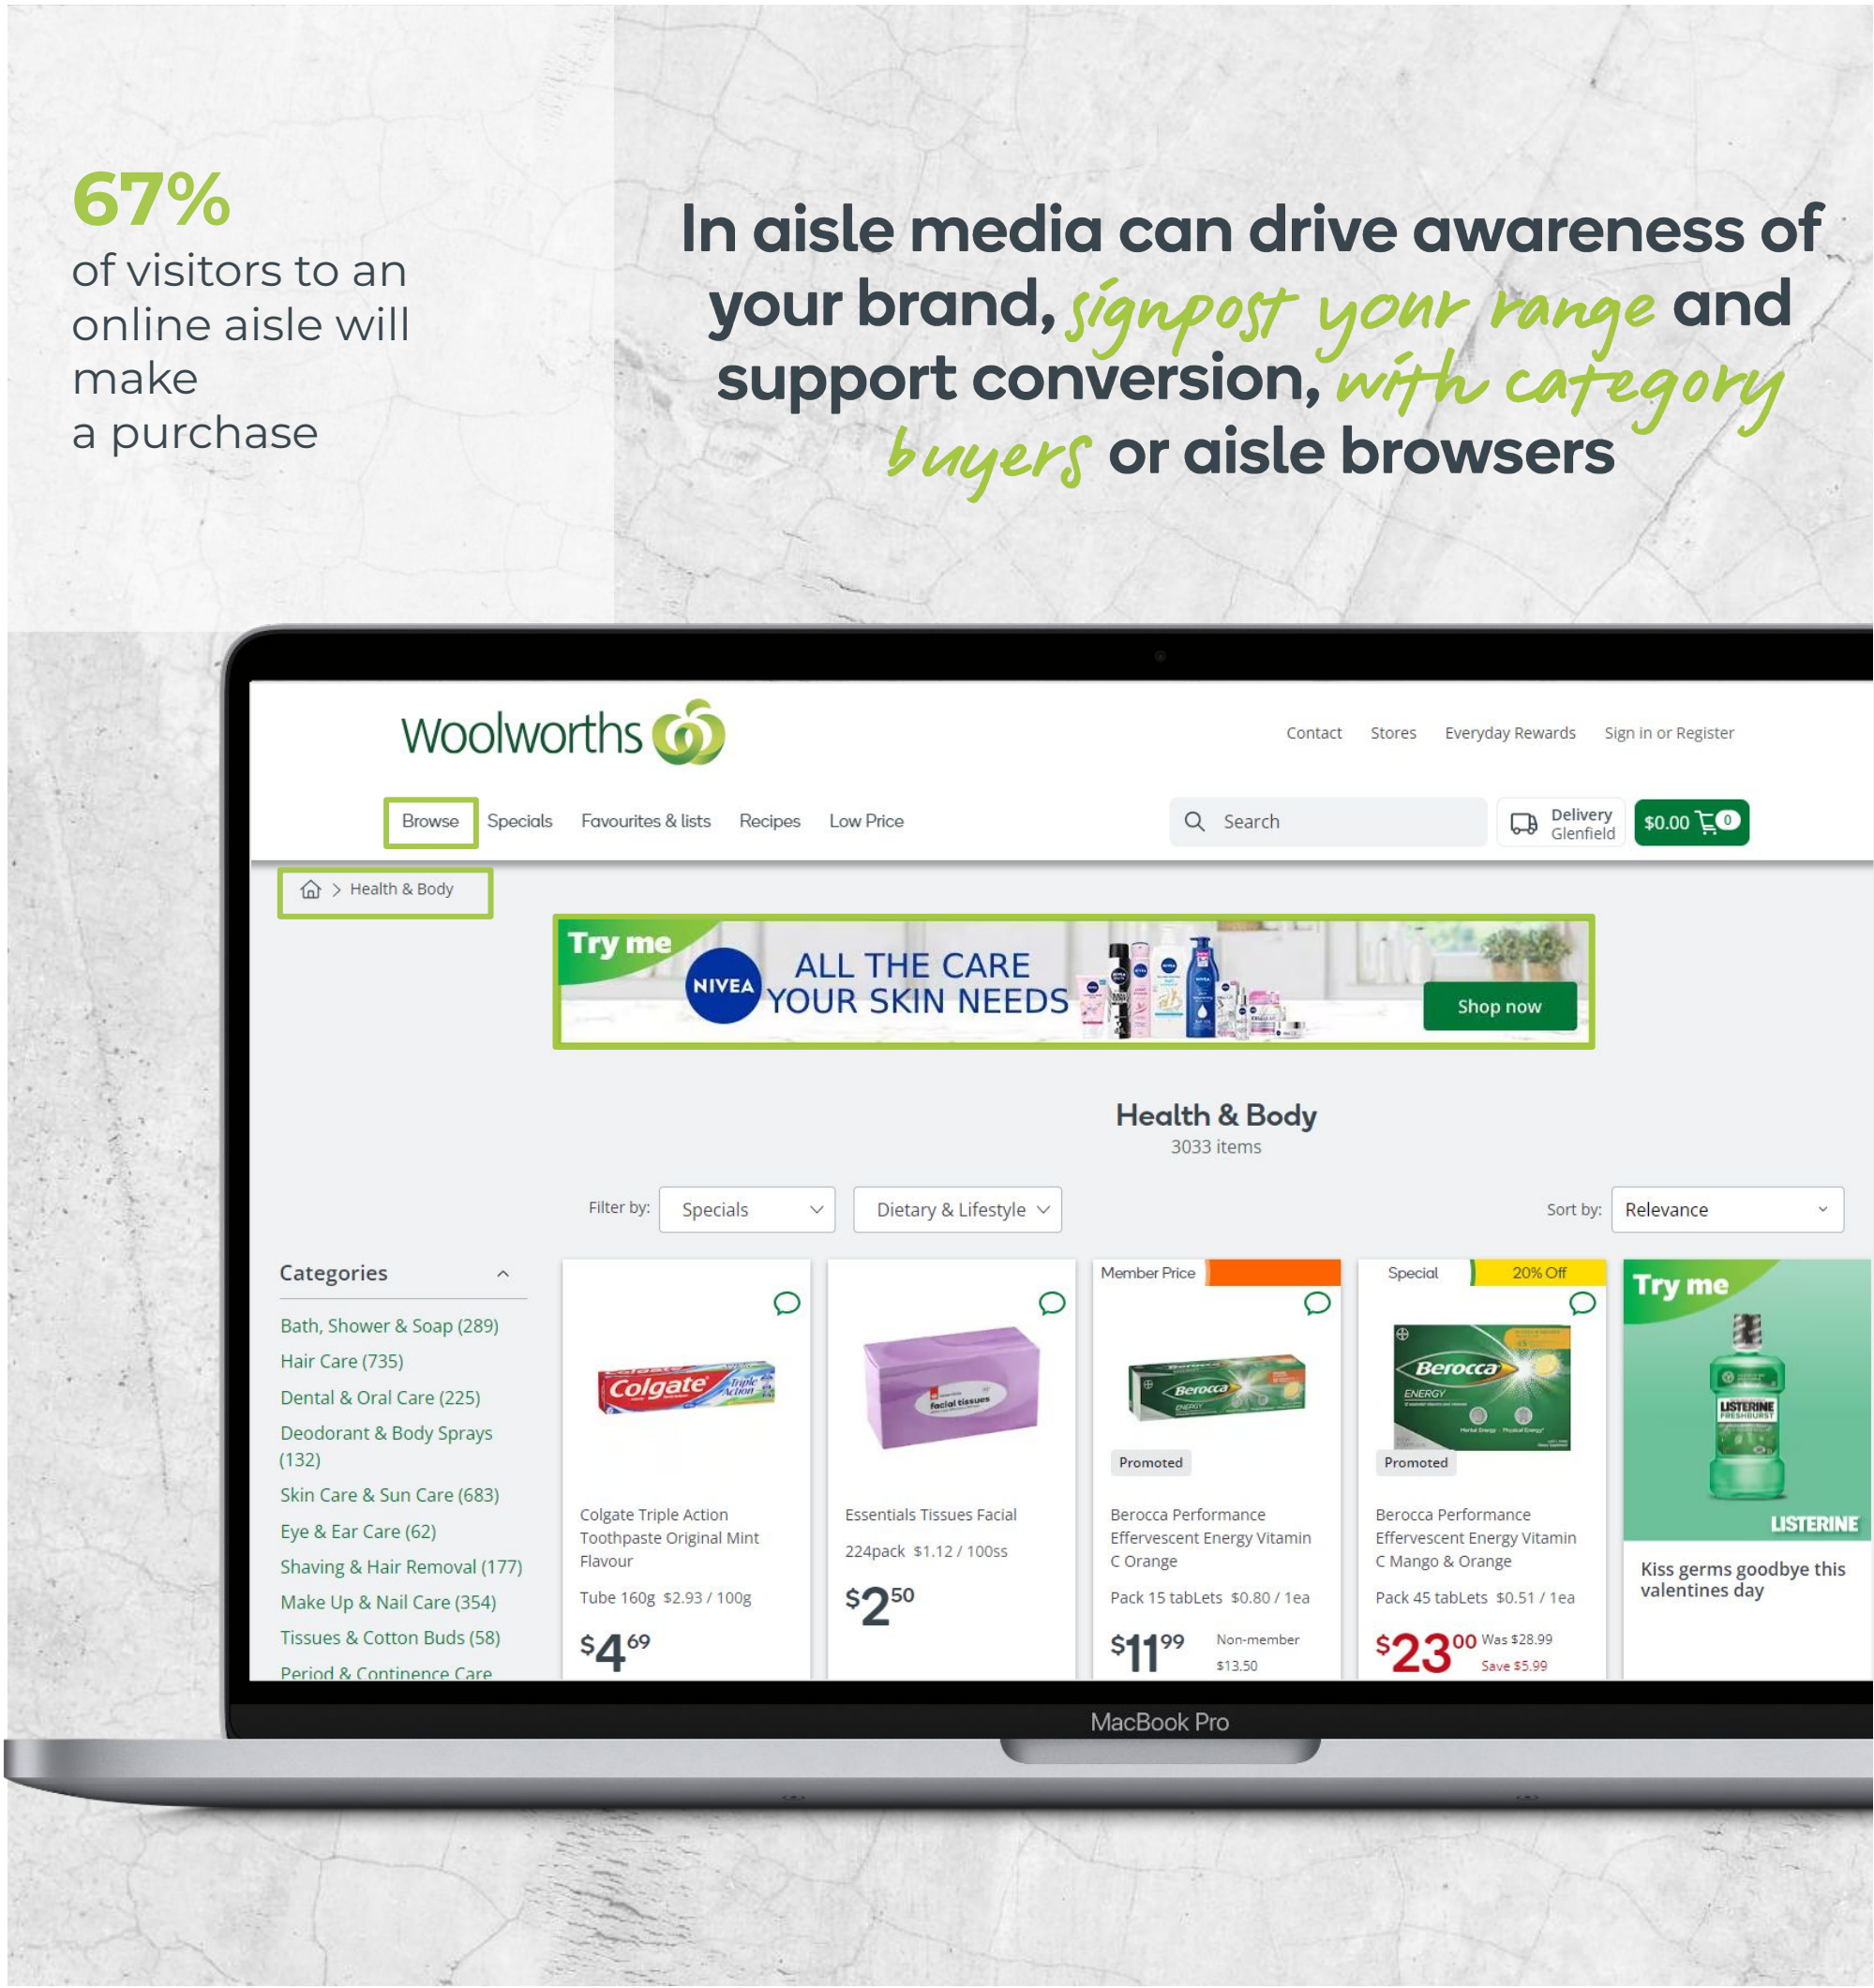 67%
of visitors to an
online aisle will
make
a purchase
In aisle media can drive awareness of
your brand, signpost your range and
support conversion, with category
buyers or aisle browsers
Woolworths
Contact Stores Everyday Rewards Sign in or Register
Browse Specials Favourites & lists Recipes Low Price
Search
Delivery
Glenfield
$0.00 0
> Health & Body
Try me
NIVEA
ALL THE CARE
YOUR SKIN NEEDS
Shop now
Health & Body
3033 items
Filter by: Specials Dietary & Lifestyle
Sort by: Relevance
Categories
Bath, Shower & Soap (289)
Hair Care (735)
Dental & Oral Care (225)
Deodorant & Body Sprays
(132)
Skin Care & Sun Care (683)
Eye & Ear Care (62)
Shaving & Hair Removal (177)
Make Up & Nail Care (354)
Tissues & Cotton Buds (58)
Period & Continence Care
Colgate Triple Action
Colgate Triple Action
Toothpaste Original Mint
Flavour
Tube 160g $2.93 / 100g
$4.69
facial tissues
Essentials Tissues Facial
224pack $1.12 / 100ss
$2.50
Member Price
Berocca
ENERGY
Promoted
Berocca Performance
Effervescent Energy Vitamin
C Orange
Pack 15 tabLets $0.80 / 1ea
$11.99 Non-member
$13.50
Special 20% Off
Berocca
ENERGY
Mental Energy - Physical Energy
Promoted
Berocca Performance
Effervescent Energy Vitamin
C Mango & Orange
Pack 45 tabLets $0.51 / 1ea
$23.00 Was $28.99
Save $5.99
Try me
LISTERINE
FRESHBURST
LISTERINE
Kiss germs goodbye this
valentines day
MacBook Pro